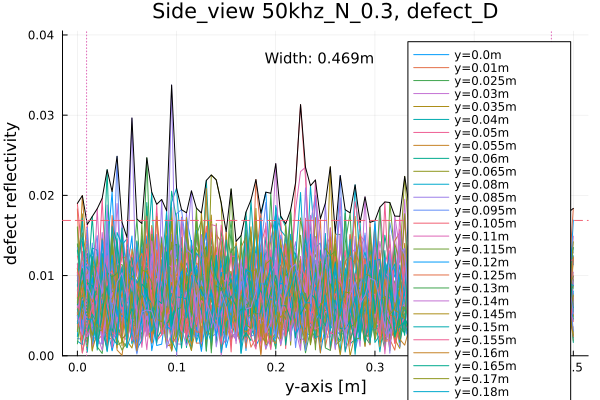 Side_view 50khz_N_0.3, defect_D
0.04
0.03
0.02
0.01
0.00
defect reflectivity
Width: 0.469m
0.0
0.1
0.2
0.3
.5
y-axis [m]
y=0.0m
y=0.01m
y=0.025m
y=0.03m
y=0.035m
y=0.04m
y=0.05m
y=0.055m
y=0.06m
y=0.065m
y=0.08m
y=0.085m
y=0.095m
y=0.105m
y=0.11m
y=0.115m
y=0.12m
y=0.125m
y=0.13m
y=0.14m
y=0.145m
y=0.15m
y=0.155m
y=0.16m
y=0.165m
y=0.17m
y=0.18m